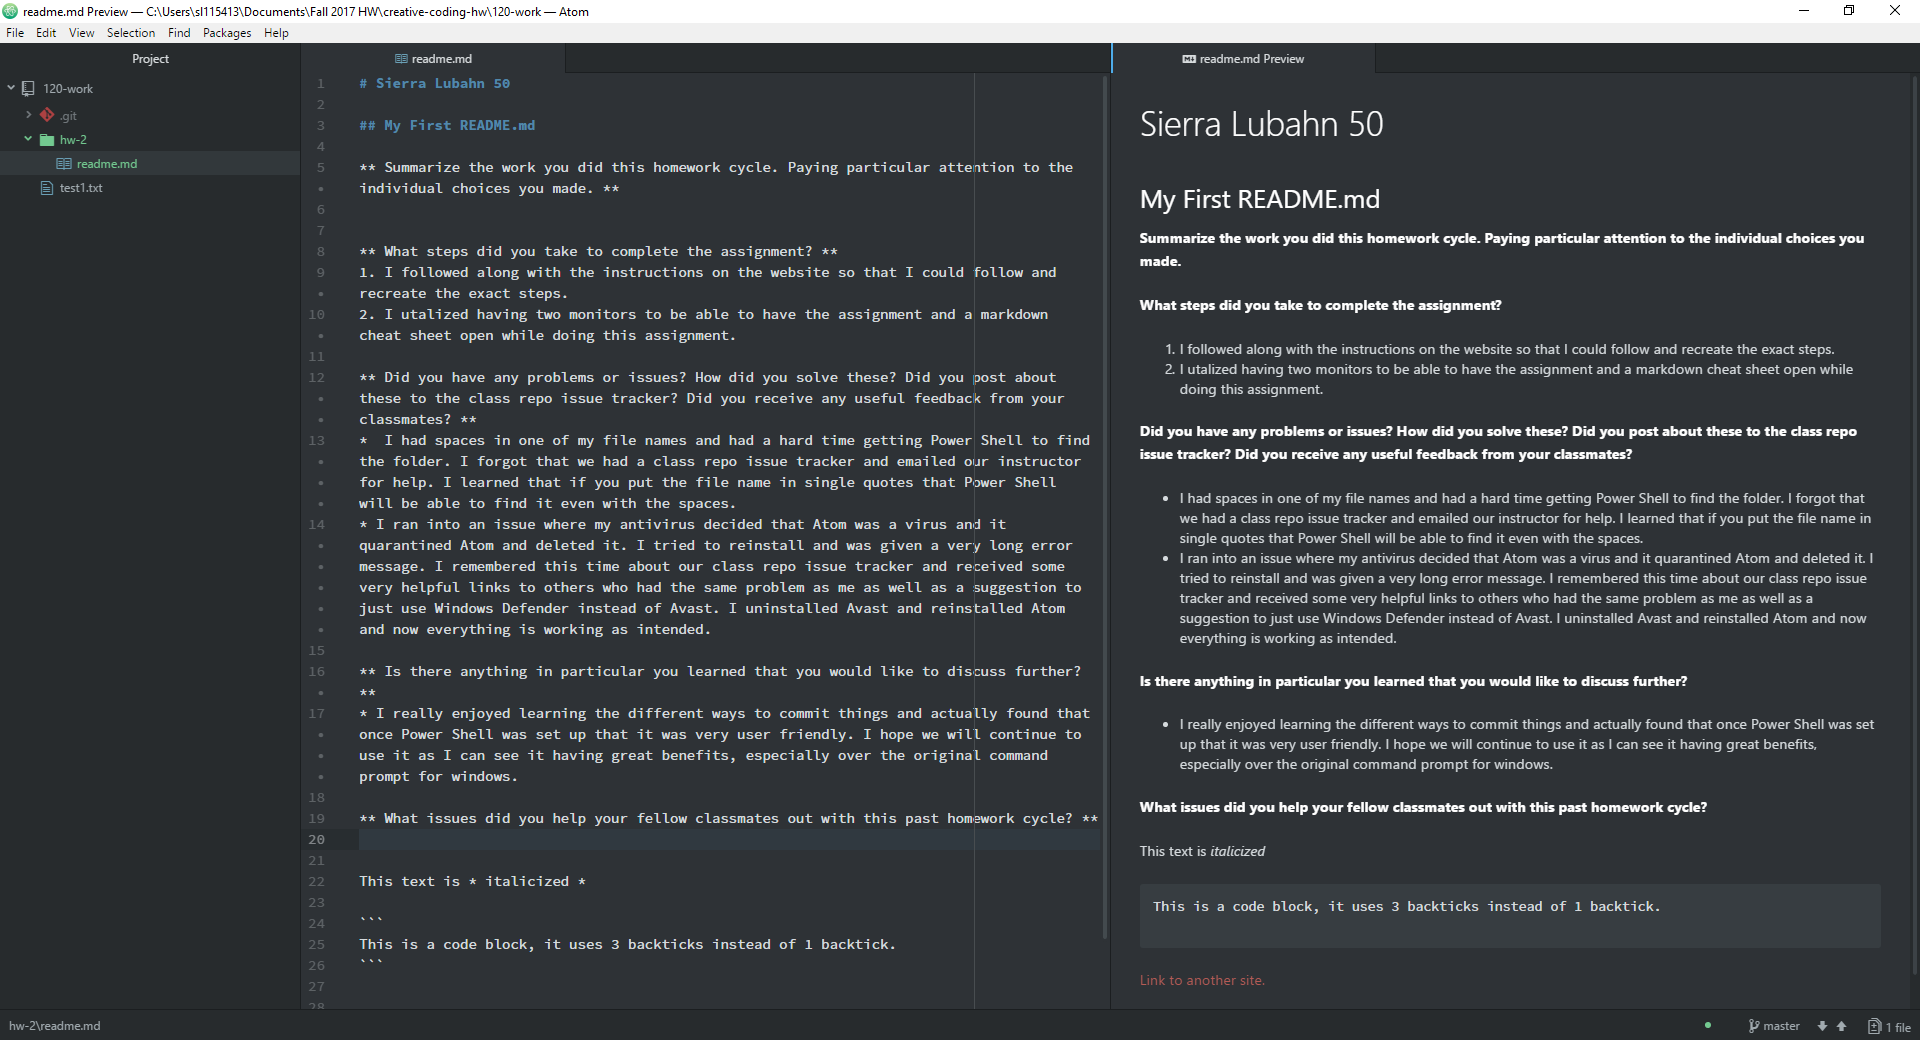 readme.md Preview — C:\Users\sl115413\Documents\Fall 2017 HW\creative-coding-hw\120-work — Atom
File Edit View Selection Find Packages Help
Project
120-work
.git
hw-2
readme.md
test1.txt
readme.md
1 # Sierra Lubahn 50
2
3 ## My First README.md
4
5 ** Summarize the work you did this homework cycle. Paying particular attention to the
• individual choices you made. **
6
7
8 ** What steps did you take to complete the assignment? **
9 1. I followed along with the instructions on the website so that I could follow and
• recreate the exact steps.
10 2. I utalized having two monitors to be able to have the assignment and a markdown
• cheat sheet open while doing this assignment.
11
12 ** Did you have any problems or issues? How did you solve these? Did you post about
• these to the class repo issue tracker? Did you receive any useful feedback from your
• classmates? **
13 *  I had spaces in one of my file names and had a hard time getting Power Shell to find
• the folder. I forgot that we had a class repo issue tracker and emailed our instructor
• for help. I learned that if you put the file name in single quotes that Power Shell
• will be able to find it even with the spaces.
14 * I ran into an issue where my antivirus decided that Atom was a virus and it
• quarantined Atom and deleted it. I tried to reinstall and was given a very long error
• message. I remembered this time about our class repo issue tracker and received some
• very helpful links to others who had the same problem as me as well as a suggestion to
• just use Windows Defender instead of Avast. I uninstalled Avast and reinstalled Atom
• and now everything is working as intended.
15
16 ** Is there anything in particular you learned that you would like to discuss further?
• **
17 * I really enjoyed learning the different ways to commit things and actually found that
• once Power Shell was set up that it was very user friendly. I hope we will continue to
• use it as I can see it having great benefits, especially over the original command
• prompt for windows.
18
19 ** What issues did you help your fellow classmates out with this past homework cycle? **
20
21
22 This text is * italicized *
23
24 ```
25 This is a code block, it uses 3 backticks instead of 1 backtick.
26 ```
27
28
readme.md Preview
Sierra Lubahn 50
My First README.md
Summarize the work you did this homework cycle. Paying particular attention to the individual choices you
made.
What steps did you take to complete the assignment?
1. I followed along with the instructions on the website so that I could follow and recreate the exact steps.
2. I utalized having two monitors to be able to have the assignment and a markdown cheat sheet open while
doing this assignment.
Did you have any problems or issues? How did you solve these? Did you post about these to the class repo
issue tracker? Did you receive any useful feedback from your classmates?
• I had spaces in one of my file names and had a hard time getting Power Shell to find the folder. I forgot that
we had a class repo issue tracker and emailed our instructor for help. I learned that if you put the file name in
single quotes that Power Shell will be able to find it even with the spaces.
• I ran into an issue where my antivirus decided that Atom was a virus and it quarantined Atom and deleted it. I
tried to reinstall and was given a very long error message. I remembered this time about our class repo issue
tracker and received some very helpful links to others who had the same problem as me as well as a
suggestion to just use Windows Defender instead of Avast. I uninstalled Avast and reinstalled Atom and now
everything is working as intended.
Is there anything in particular you learned that you would like to discuss further?
• I really enjoyed learning the different ways to commit things and actually found that once Power Shell was set
up that it was very user friendly. I hope we will continue to use it as I can see it having great benefits,
especially over the original command prompt for windows.
What issues did you help your fellow classmates out with this past homework cycle?
This text is italicized
This is a code block, it uses 3 backticks instead of 1 backtick.
Link to another site.
hw-2\readme.md
master
1 file